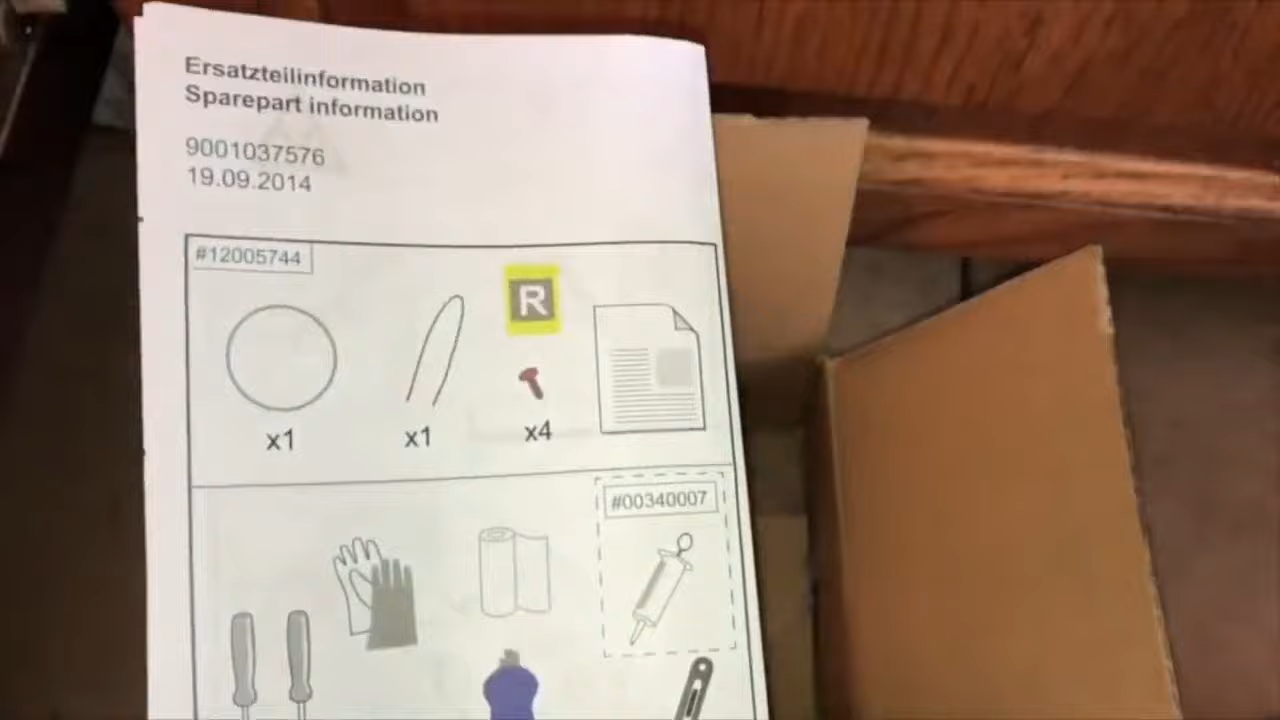 Ersatzteilinformation
Sparepart information
9001037576
19.09.2014
#12005744
R
x1
x1
x4
#00340007